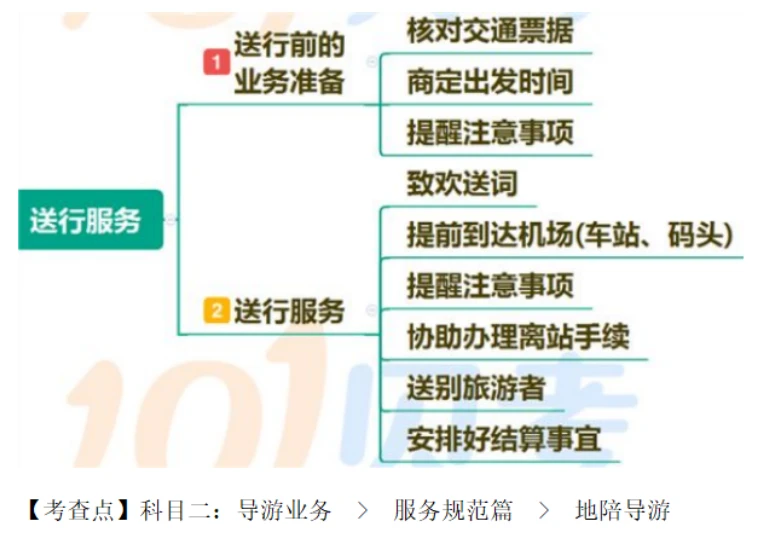 送行服务
1
送行前的
业务准备
核对交通票据
商定出发时间
提醒注意事项
2
送行服务
致欢送词
提前到达机场(车站、码头)
提醒注意事项
协助办理离站手续
送别旅游者
安排好结算事宜
【考查点】科目二：导游业务 > 服务规范篇 > 地陪导游